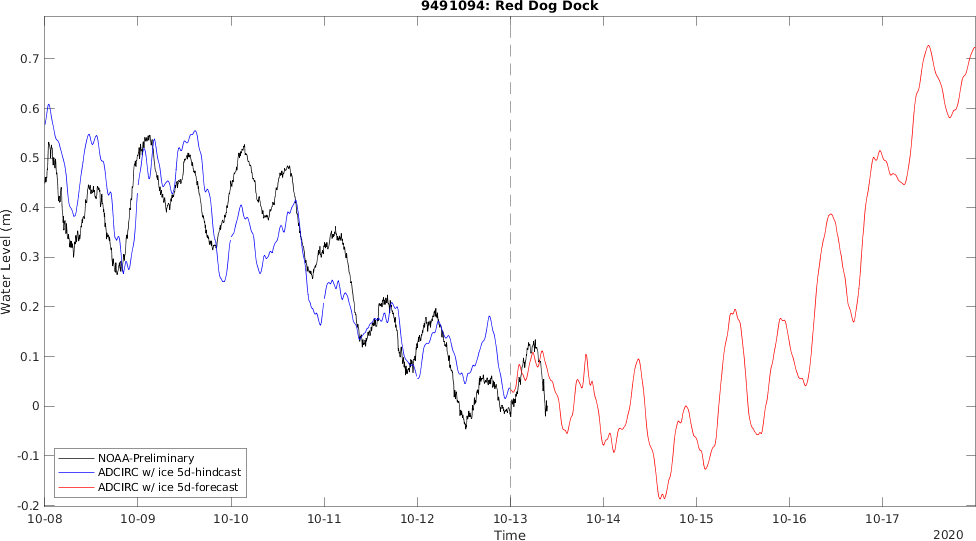 9491094: Red Dog Dock
Water Level (m)
0.7
0.6
0.5
0.4
0.3
0.2
0.1
0
-0.1
-0.2
NOAA-Preliminary
ADCIRC w/ ice 5d-hindcast
ADCIRC w/ ice 5d-forecast
10-08 10-09 10-10 10-11 10-12 10-13 10-14 10-15 10-16 10-17
Time
2020